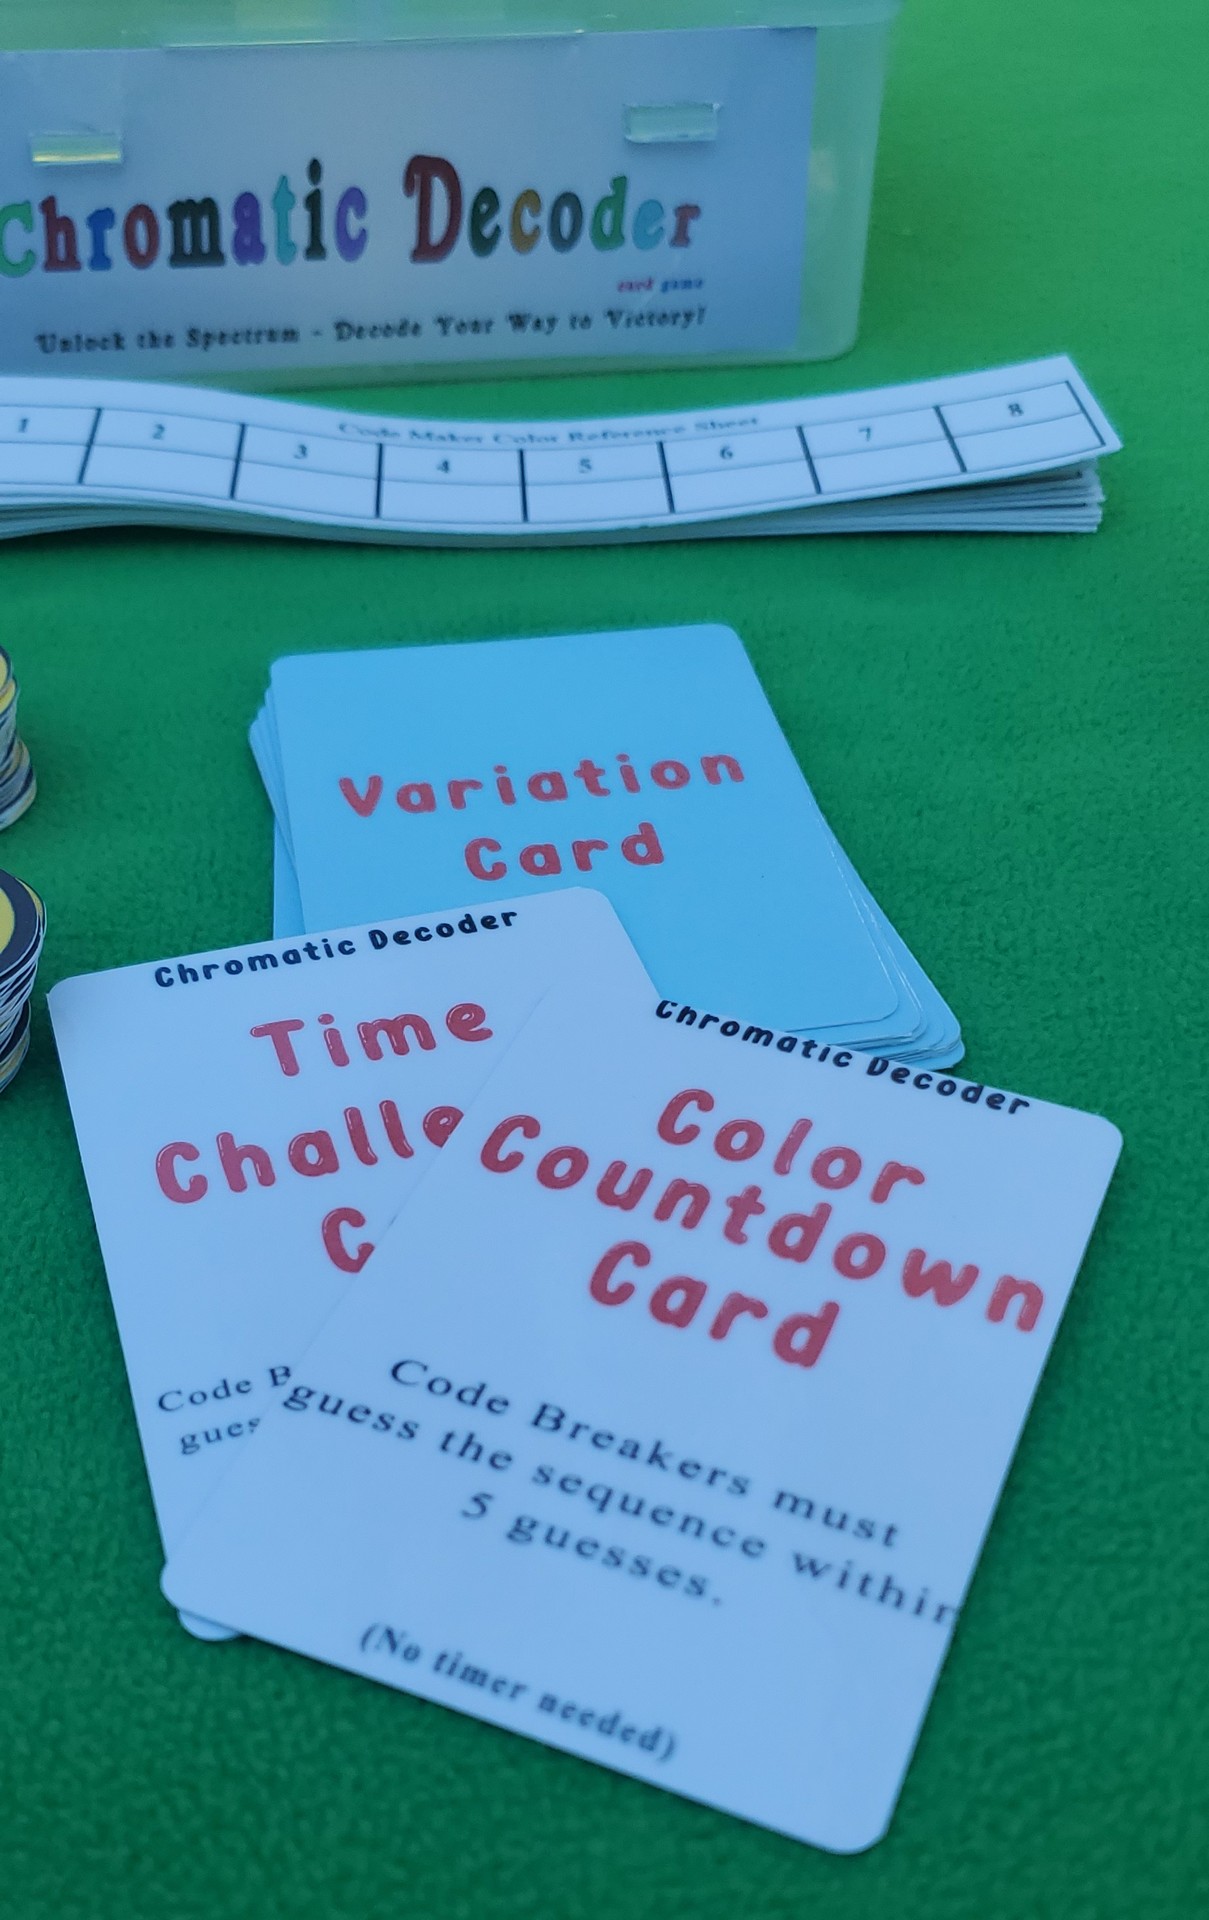 Chromatic Decoder
card game
Unlock the Spectrum - Decode Your Way to Victory!
Code Maker Color Reference Sheet
1 2 3 4 5 6 7 8
Variation
Card
Chromatic Decoder
Time
Challe
C
Code B
gues
Chromatic Decoder
Color
Countdown
Card
Code Breakers must
guess the sequence within
5 guesses.
(No timer needed)